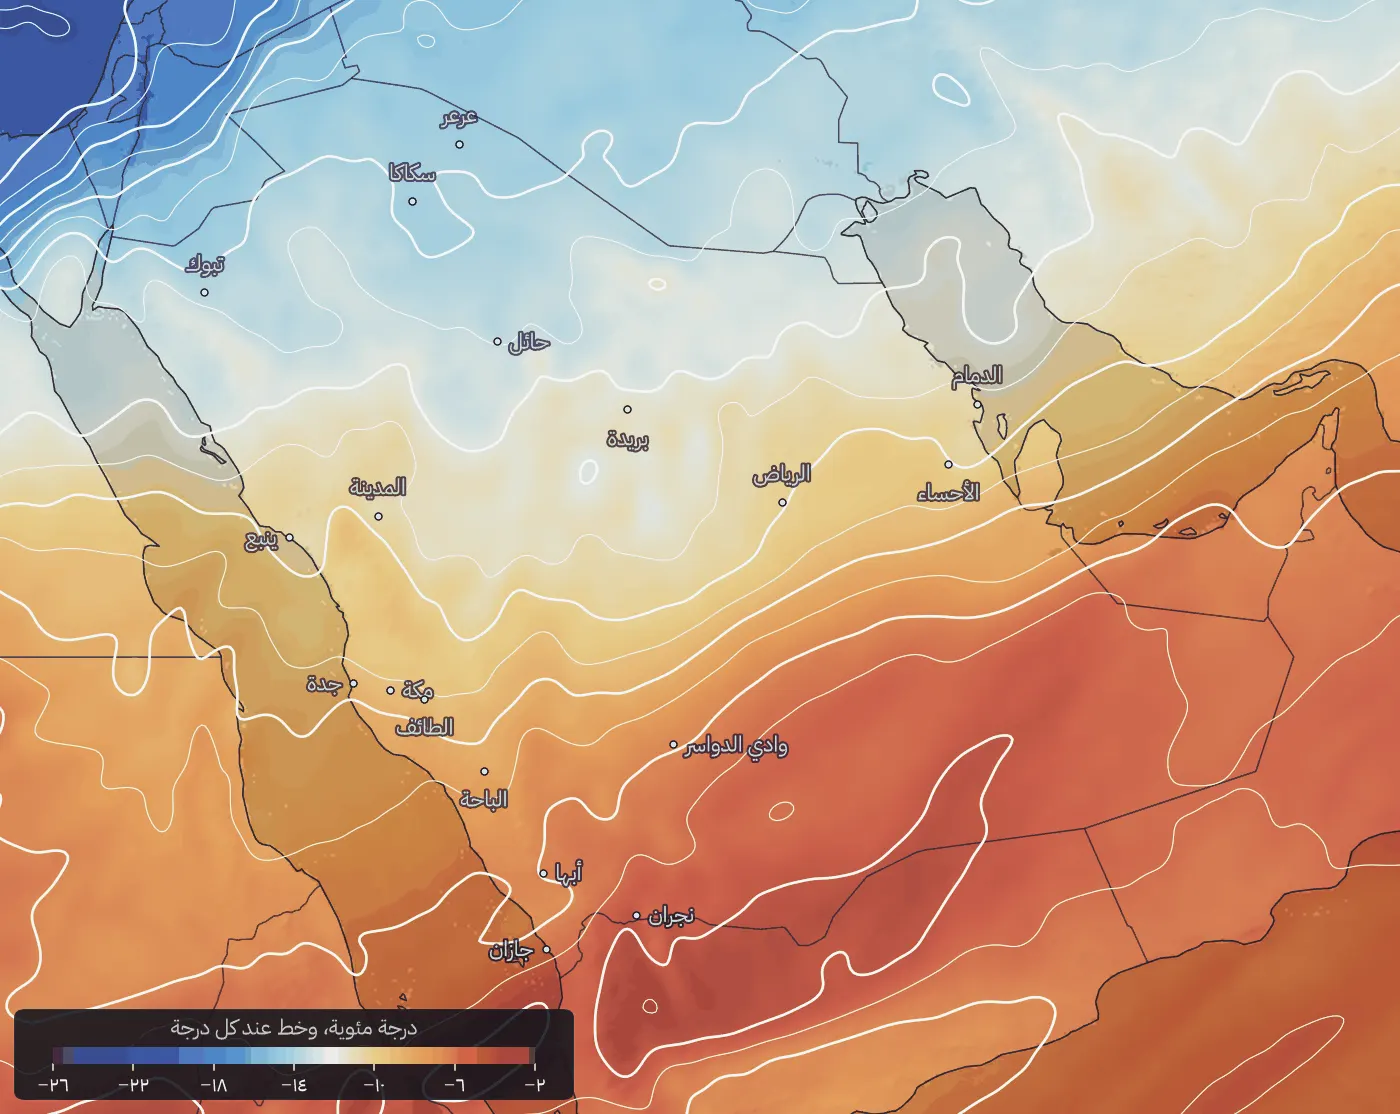 عرعر
سكاكا
تبوك
حائل
الدمام
بريدة
الرياض
المدينة
الأحساء
ينبع
جدة
مكة
الطائف
وادي الدواسر
الباحة
أبها
نجران
جازان
درجة مئوية، وخط عند كل درجة
−٢٦ −٢٢ −١٨ −١٤ −١٠ −٦ −٢